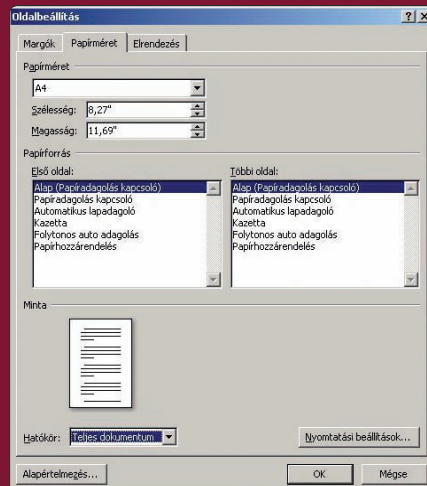 Oldalbeállítás
Margók Papírméret Elrendezés
Papírméret
A4
Szélesség: 8,27"
Magasság: 11,69"
Papírforrás
Első oldal:
Alap (Papíradagolás kapcsoló)
Papíradagolás kapcsoló
Automatikus lapadagoló
Kazetta
Folytonos auto adagolás
Papírhozzárendelés
Többi oldal:
Alap (Papíradagolás kapcsoló)
Papíradagolás kapcsoló
Automatikus lapadagoló
Kazetta
Folytonos auto adagolás
Papírhozzárendelés
Minta
Hatókör: Teljes dokumentum
Nyomtatási beállítások...
Alapértelmezés... OK Mégse